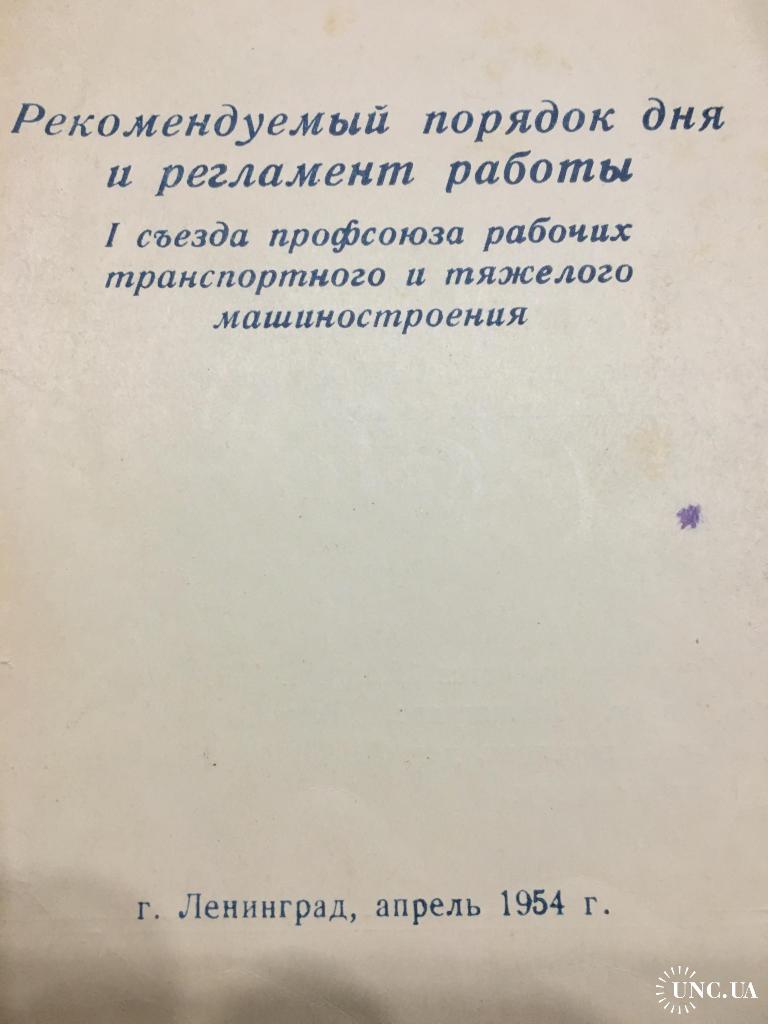 Рекомендуемый порядок дня
и регламент работы
I съезда профсоюза рабочих
транспортного и тяжелого
машиностроения
г. Ленинград, апрель 1954 г.
UNC.UA